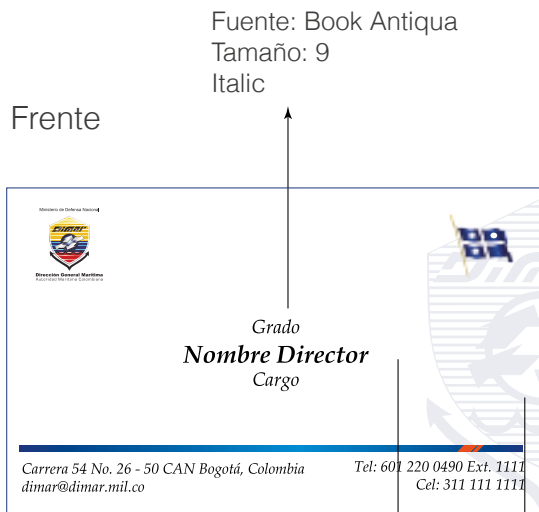 Fuente: Book Antiqua
Tamaño: 9
Italic
Frente
Ministerio de Defensa Nacional
Dimar
Dirección General Marítima
Autoridad Marítima Colombiana
Grado
Nombre Director
Cargo
Carrera 54 No. 26 - 50 CAN Bogotá, Colombia
dimar@dimar.mil.co
Tel: 601 220 0490 Ext. 1111
Cel: 311 111 1111